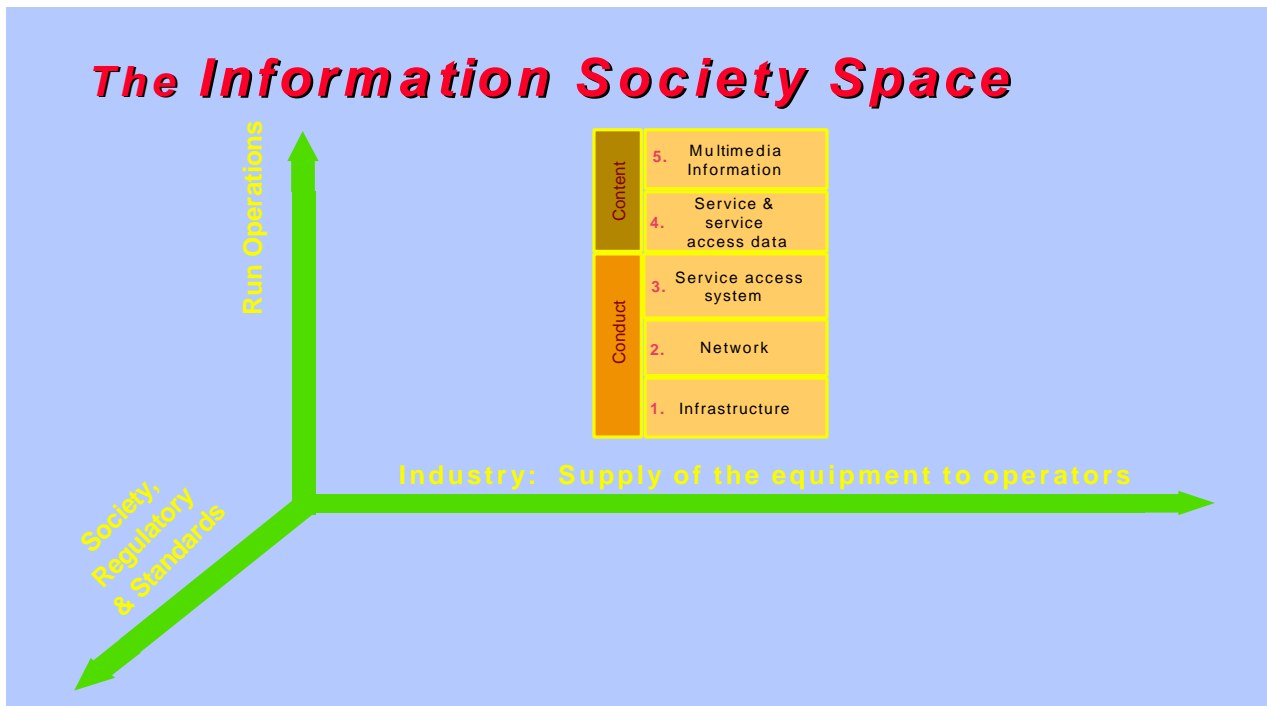 The Information Society Space
Run Operations
Content
5. Multimedia
Information
4. Service &
service
access data
Conduct
3. Service access
system
2. Network
1. Infrastructure
Industry: Supply of the equipment to operators
Society,
Regulatory
& Standards